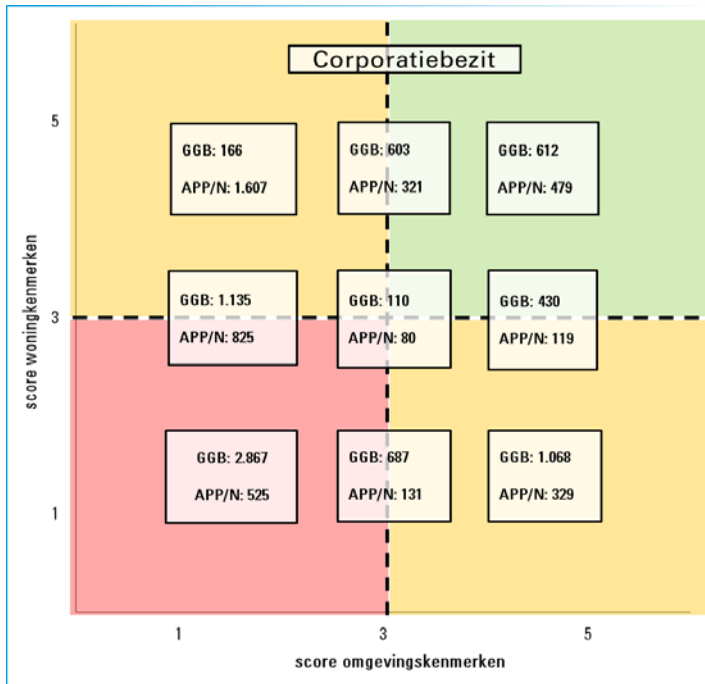 Corporatiebezit
5
GGB: 166
APP/N: 1.607
GGB: 603
APP/N: 321
GGB: 612
APP/N: 479
score woningkenmerken
3
GGB: 1.135
APP/N: 825
GGB: 110
APP/N: 80
GGB: 430
APP/N: 119
1
GGB: 2.867
APP/N: 525
GGB: 687
APP/N: 131
GGB: 1.068
APP/N: 329
1
3
5
score omgevingskenmerken